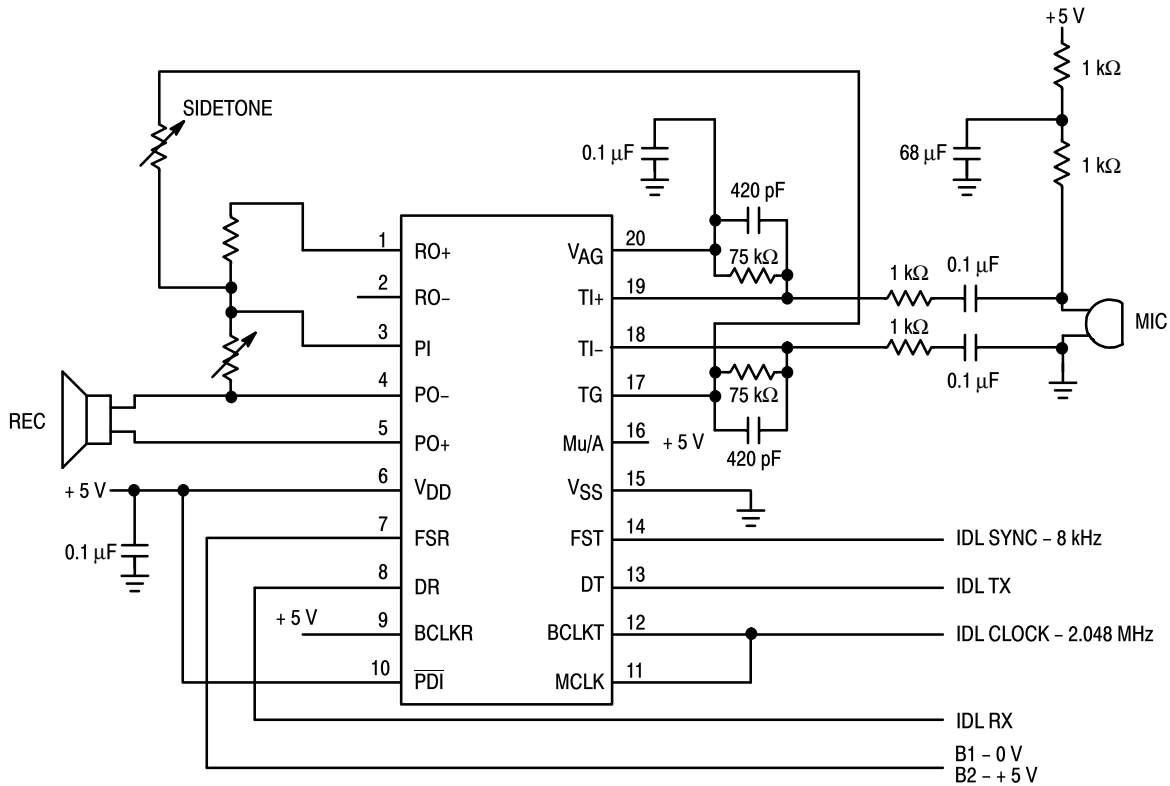 + 5 V
1 kΩ
SIDETONE
0.1 µF
68 µF
1 kΩ
420 pF
75 kΩ
1 RO+
VAG 20
2 RO–
TI+ 19
1 kΩ
0.1 µF
3 PI
TI– 18
1 kΩ
0.1 µF
MIC
4 PO–
TG 17
75 kΩ
REC
5 PO+
Mu/A 16
+ 5 V
420 pF
+ 5 V
6 VDD
VSS 15
0.1 µF
7 FSR
FST 14
IDL SYNC – 8 kHz
8 DR
DT 13
IDL TX
+ 5 V
9 BCLKR
BCLKT 12
IDL CLOCK – 2.048 MHz
10 PDI
MCLK 11
IDL RX
B1 – 0 V
B2 – + 5 V